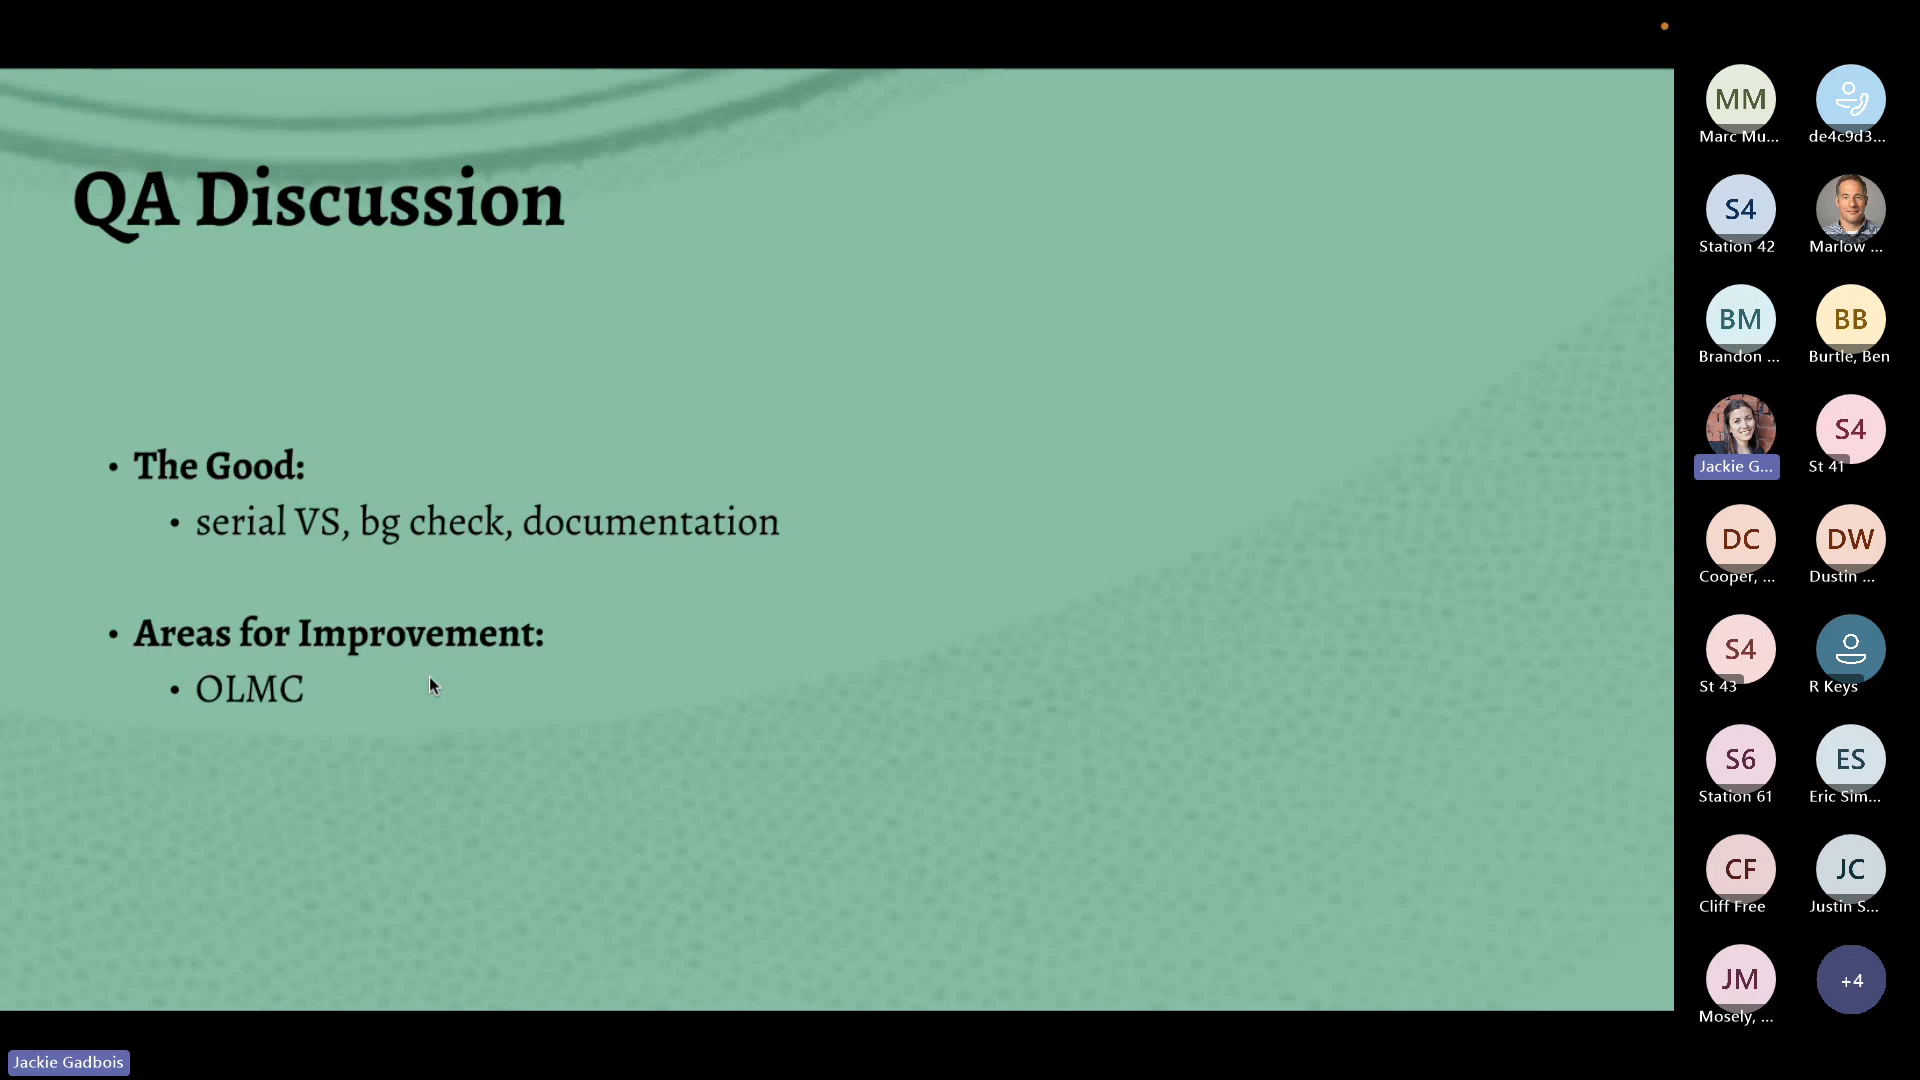 QA Discussion
• The Good:
• serial VS, bg check, documentation
• Areas for Improvement:
• OLMC
MM
Marc Mu...
de4c9d3...
S4
Station 42
Marlow ...
BM
Brandon ...
BB
Burtle, Ben
Jackie G...
S4
St 41
DC
Cooper, ...
DW
Dustin ...
S4
St 43
R Keys
S6
Station 61
ES
Eric Sim...
CF
Cliff Free
JC
Justin S...
JM
Mosely, ...
+4
Jackie Gadbois